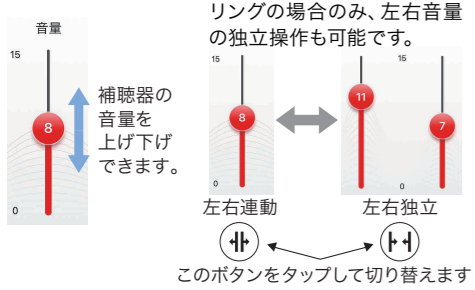 音量
15
8
0
補聴器の
音量を
上げ下げ
できます。
リングの場合のみ、左右音量
の独立操作も可能です。
15
8
0
左右連動
15
11
7
0
左右独立
このボタンをタップして切り替えます